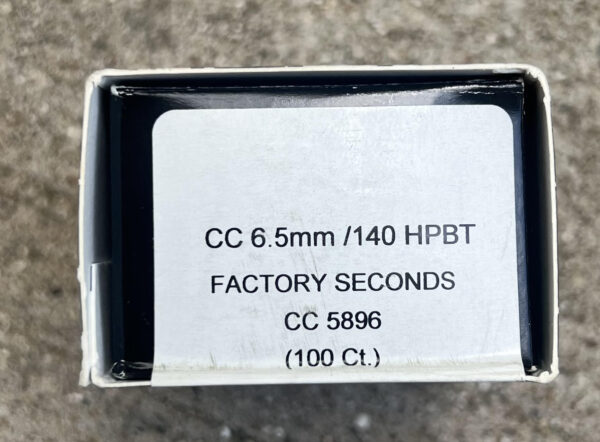 CC 6.5mm /140 HPBT
FACTORY SECONDS
CC 5896
(100 Ct.)